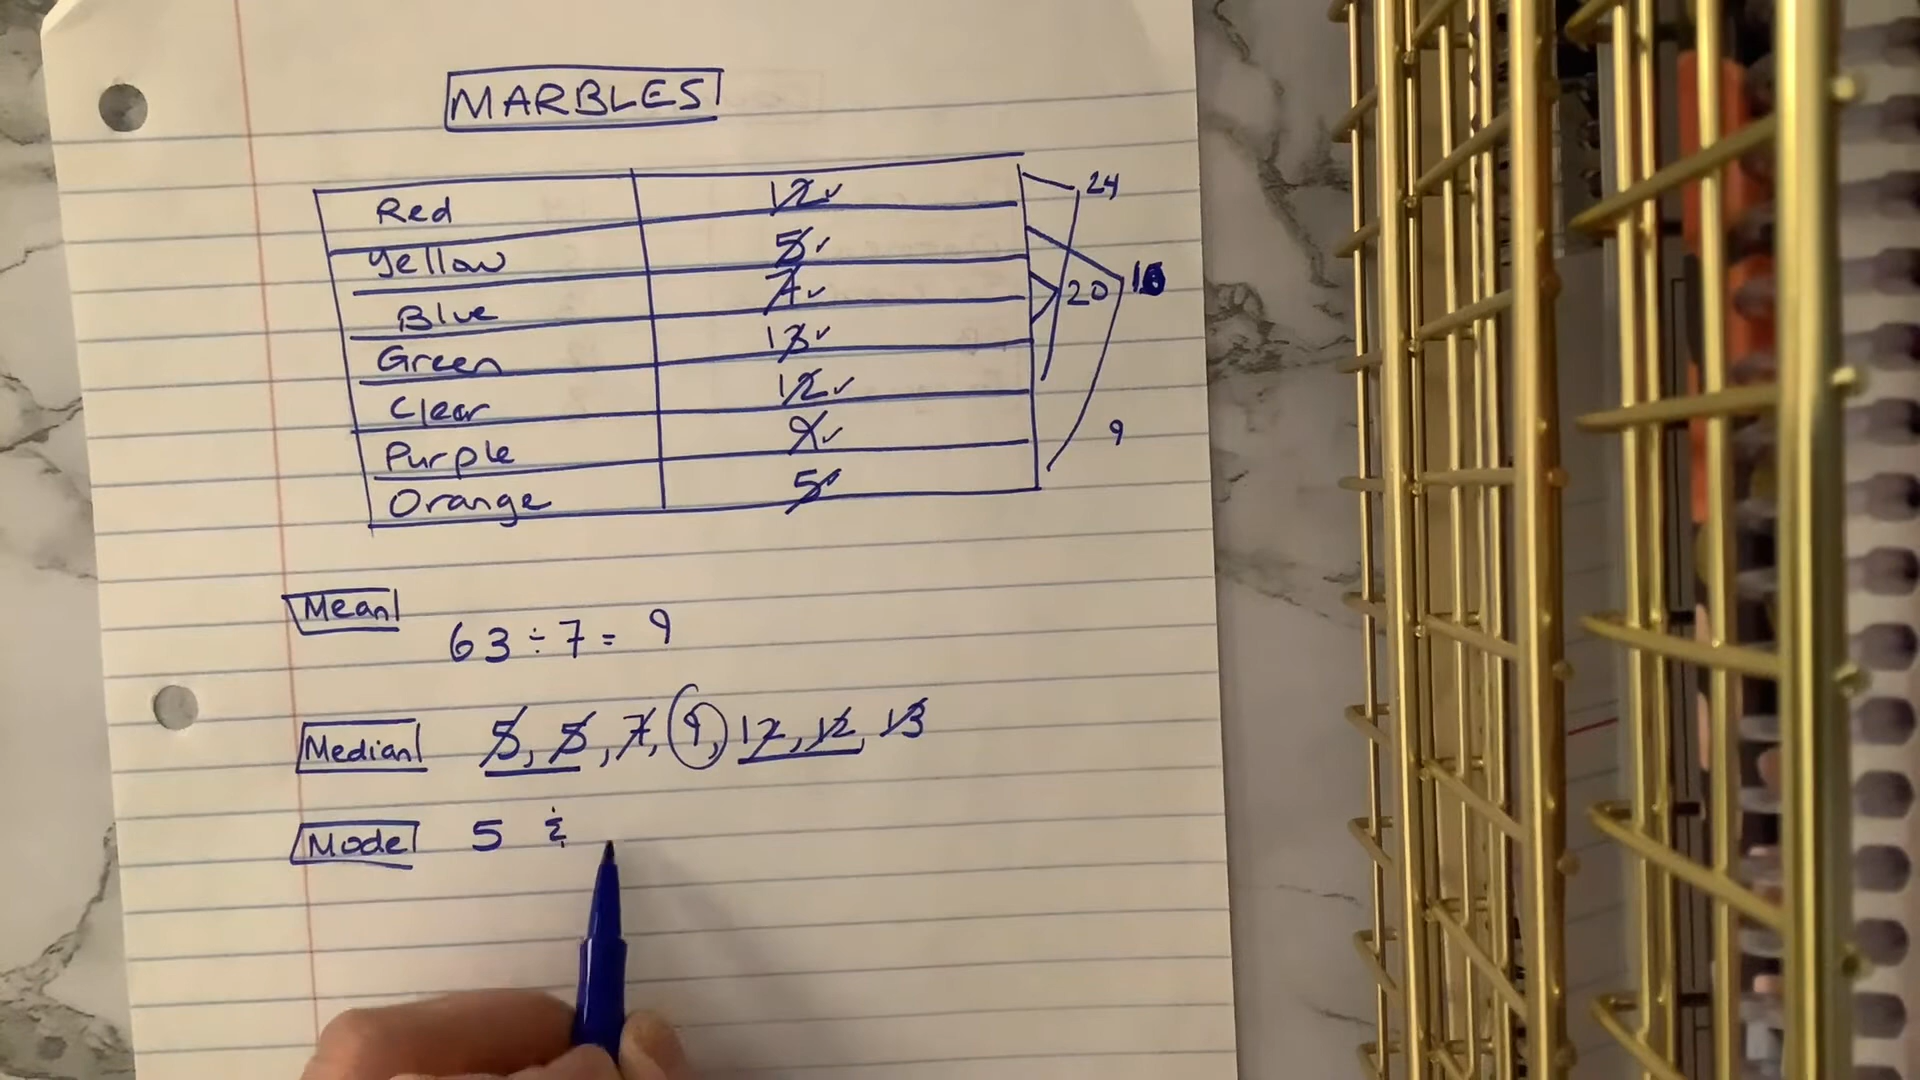 MARBLES
Red 12 ✓ 24
Yellow 5 ✓
Blue 7 ✓ 20 10
Green 13 ✓
Clear 12 ✓
Purple 9 ✓ 9
Orange 5 ✓
Mean
63 ÷ 7 = 9
Median 5, 5, 7, 9, 12, 12, 13
Mode 5 &